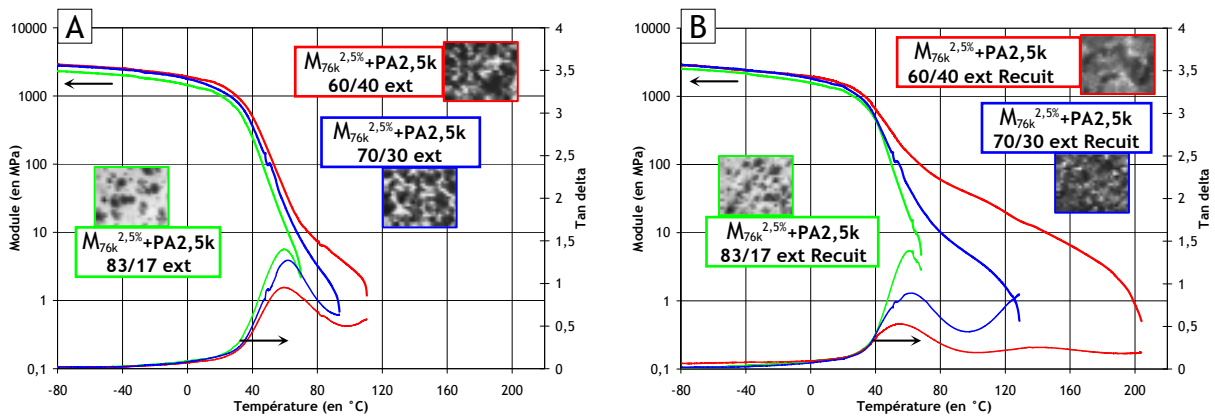 A
10000
1000
100
10
1
0,1
Module (en MPa)
-80 -40 0 40 80 120 160 200
Température (en °C)
4
3,5
3
2,5
2
1,5
1
0,5
0
Tan delta
M76k2,5%+PA2,5k
60/40 ext
M76k2,5%+PA2,5k
70/30 ext
M76k2,5%+PA2,5k
83/17 ext
B
10000
1000
100
10
1
0,1
Module (en MPa)
-80 -40 0 40 80 120 160 200
Température (en °C)
4
3,5
3
2,5
2
1,5
1
0,5
0
Tan delta
M76k2,5%+PA2,5k
60/40 ext Recuit
M76k2,5%+PA2,5k
70/30 ext Recuit
M76k2,5%+PA2,5k
83/17 ext Recuit